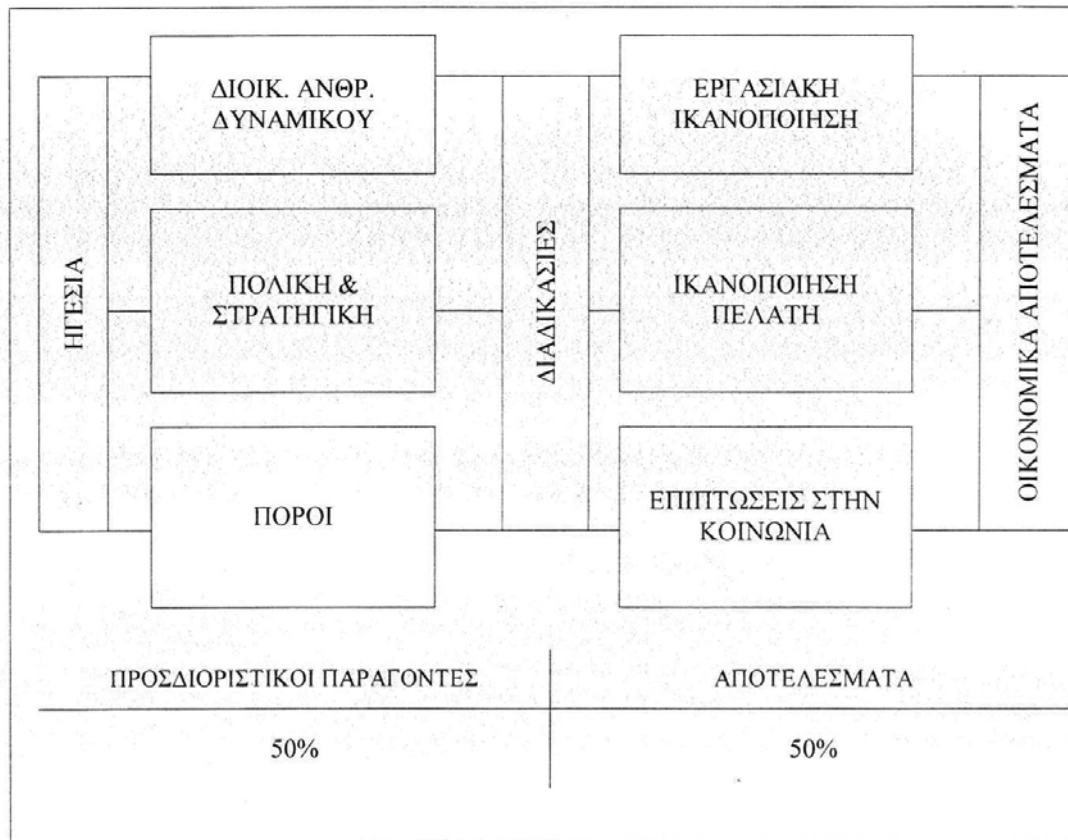 ΗΓΕΣΙΑ
ΔΙΟΙΚ. ΑΝΘΡ.
ΔΥΝΑΜΙΚΟΥ
ΠΟΛΙΚΗ &
ΣΤΡΑΤΗΓΙΚΗ
ΠΟΡΟΙ
ΔΙΑΔΙΚΑΣΙΕΣ
ΕΡΓΑΣΙΑΚΗ
ΙΚΑΝΟΠΟΙΗΣΗ
ΙΚΑΝΟΠΟΙΗΣΗ
ΠΕΛΑΤΗ
ΕΠΙΠΤΩΣΕΙΣ ΣΤΗΝ
ΚΟΙΝΩΝΙΑ
ΟΙΚΟΝΟΜΙΚΑ ΑΠΟΤΕΛΕΣΜΑΤΑ
ΠΡΟΣΔΙΟΡΙΣΤΙΚΟΙ ΠΑΡΑΓΟΝΤΕΣ
ΑΠΟΤΕΛΕΣΜΑΤΑ
50%
50%